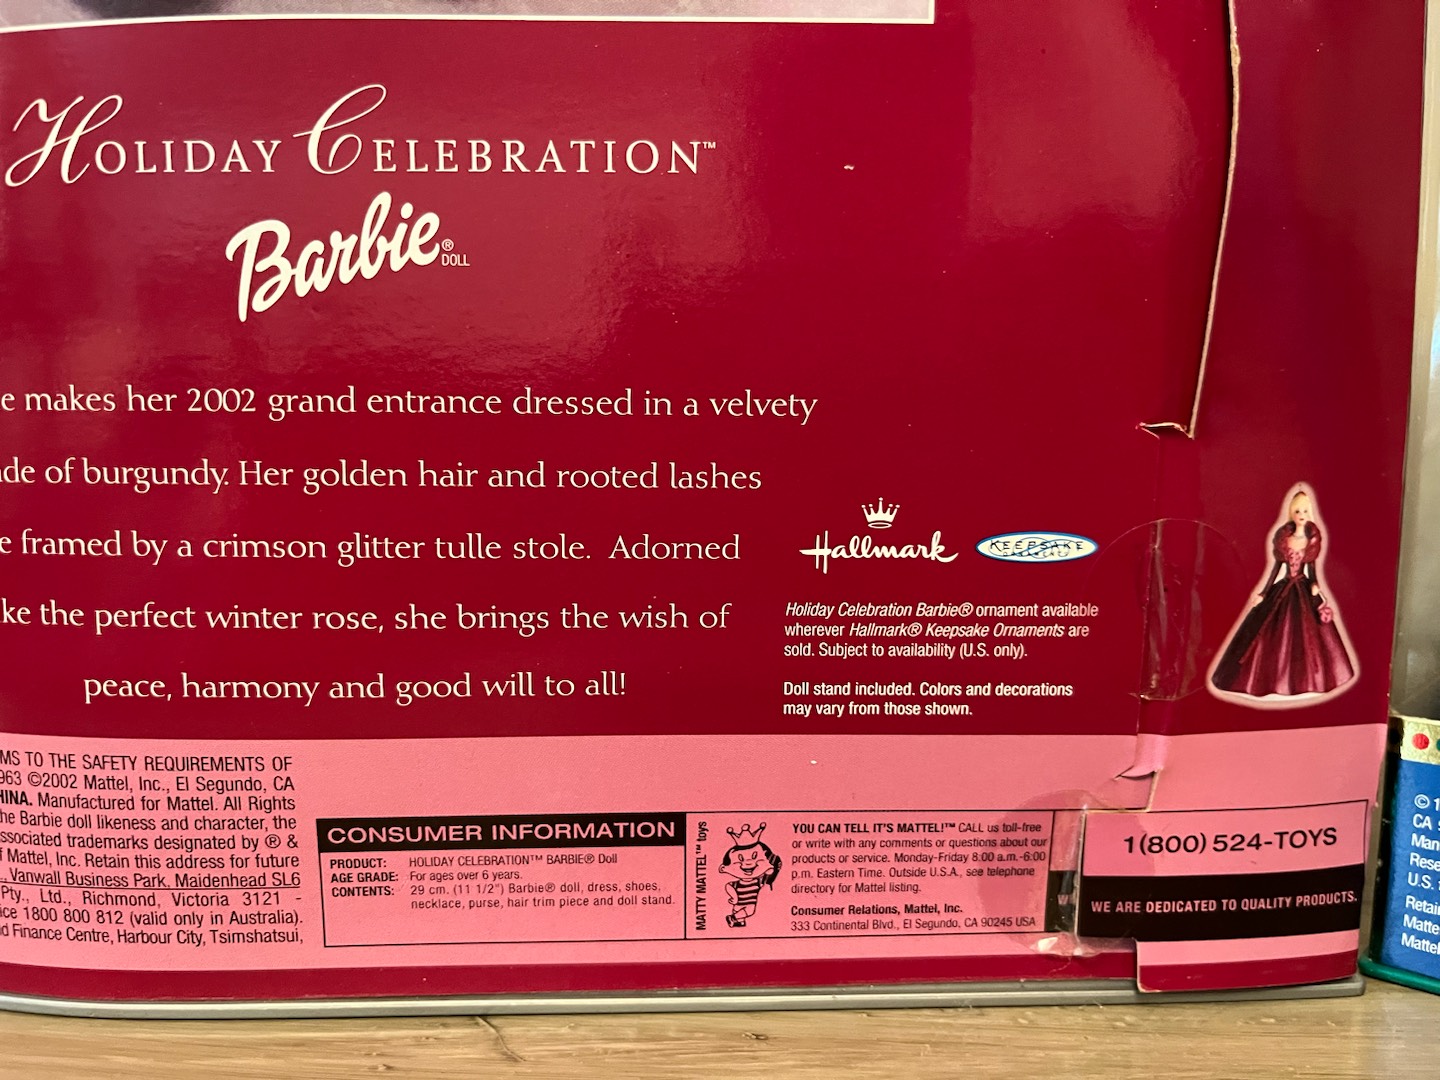 HOLIDAY CELEBRATION™
Barbie®
DOLL
e makes her 2002 grand entrance dressed in a velvety
de of burgundy. Her golden hair and rooted lashes
e framed by a crimson glitter tulle stole. Adorned
ke the perfect winter rose, she brings the wish of
peace, harmony and good will to all!
Hallmark
KEEPSAKE
Holiday Celebration Barbie® ornament available
wherever Hallmark® Keepsake Ornaments are
sold. Subject to availability (U.S. only).
Doll stand included. Colors and decorations
may vary from those shown.
MS TO THE SAFETY REQUIREMENTS OF
963 ©2002 Mattel, Inc., El Segundo, CA
HINA. Manufactured for Mattel. All Rights
he Barbie doll likeness and character, the
ssociated trademarks designated by ® &
f Mattel, Inc. Retain this address for future
., Vanwall Business Park, Maidenhead SL6
Pty., Ltd., Richmond, Victoria 3121 -
ice 1800 800 812 (valid only in Australia).
d Finance Centre, Harbour City, Tsimshatsui,
CONSUMER INFORMATION
PRODUCT: HOLIDAY CELEBRATION™ BARBIE® Doll
AGE GRADE: For ages over 6 years.
CONTENTS: 29 cm. (11 1/2") Barbie® doll, dress, shoes,
necklace, purse, hair trim piece and doll stand.
MATTY MATTEL™ toys
YOU CAN TELL IT'S MATTEL!™ CALL us toll-free
or write with any comments or questions about our
products or service. Monday-Friday 8:00 a.m.-6:00
p.m. Eastern Time. Outside U.S.A., see telephone
directory for Mattel listing.
Consumer Relations, Mattel, Inc.
333 Continental Blvd., El Segundo, CA 90245 USA
1(800) 524-TOYS
W
WE ARE DEDICATED TO QUALITY PRODUCTS.
© 1
CA
Man
Rese
U.S.
Retai
Matte
Mattel